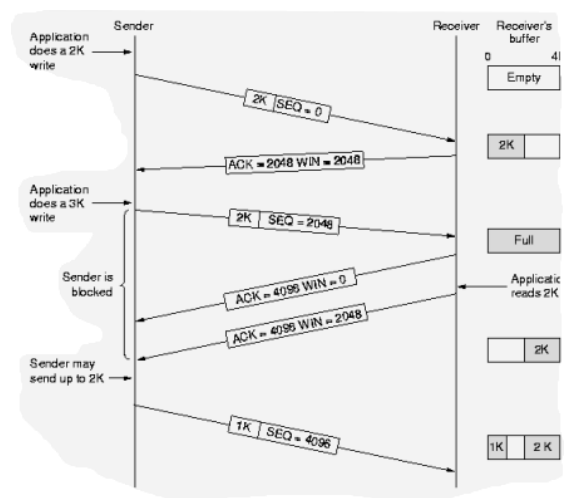 Sender
Receiver
Receiver's
buffer
Application
does a 2K
write
0
Empty
2K SEQ = 0
2K
ACK = 2048 WIN = 2048
Application
does a 3K
write
2K SEQ = 2048
Full
Sender is
blocked
ACK = 4096 WIN = 0
reads 2K
ACK = 4096 WIN = 2048
2K
Sender may
send up to 2K
1K SEQ = 4096
1K 2K